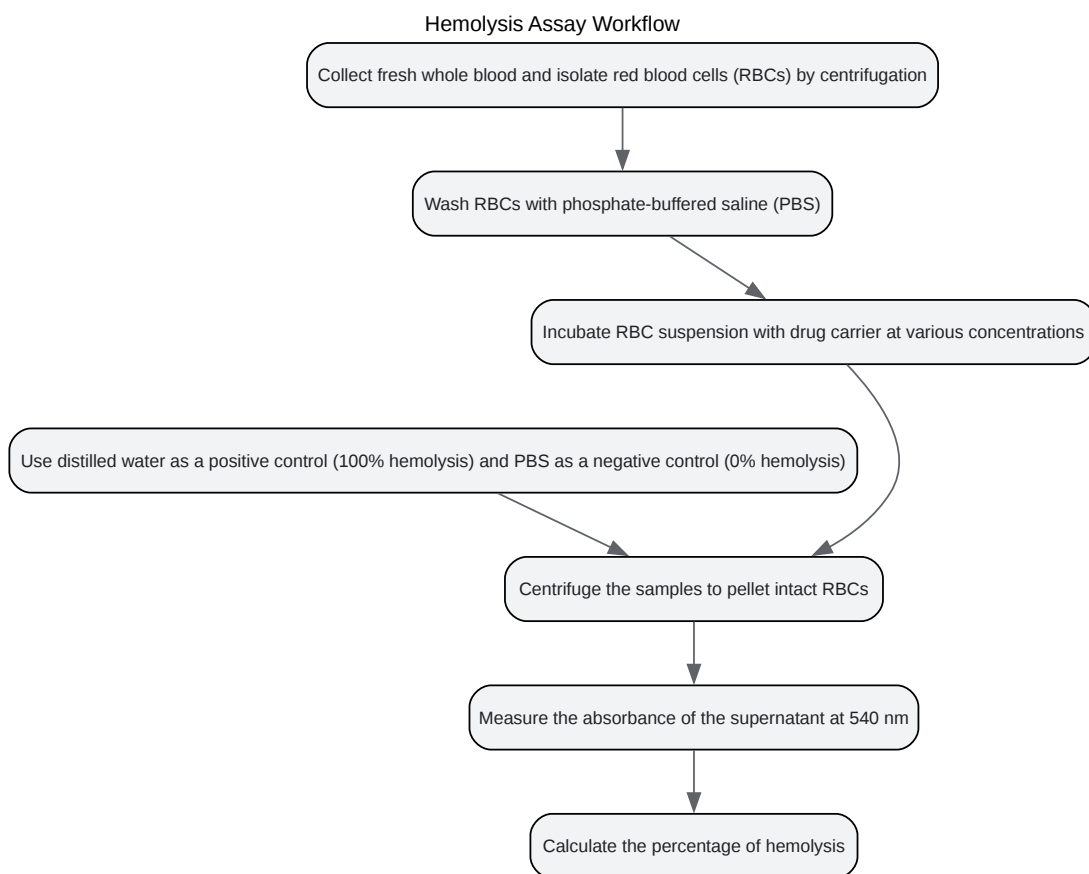 Hemolysis Assay Workflow
Collect fresh whole blood and isolate red blood cells (RBCs) by centrifugation
Wash RBCs with phosphate-buffered saline (PBS)
Incubate RBC suspension with drug carrier at various concentrations
Use distilled water as a positive control (100% hemolysis) and PBS as a negative control (0% hemolysis)
Centrifuge the samples to pellet intact RBCs
Measure the absorbance of the supernatant at 540 nm
Calculate the percentage of hemolysis